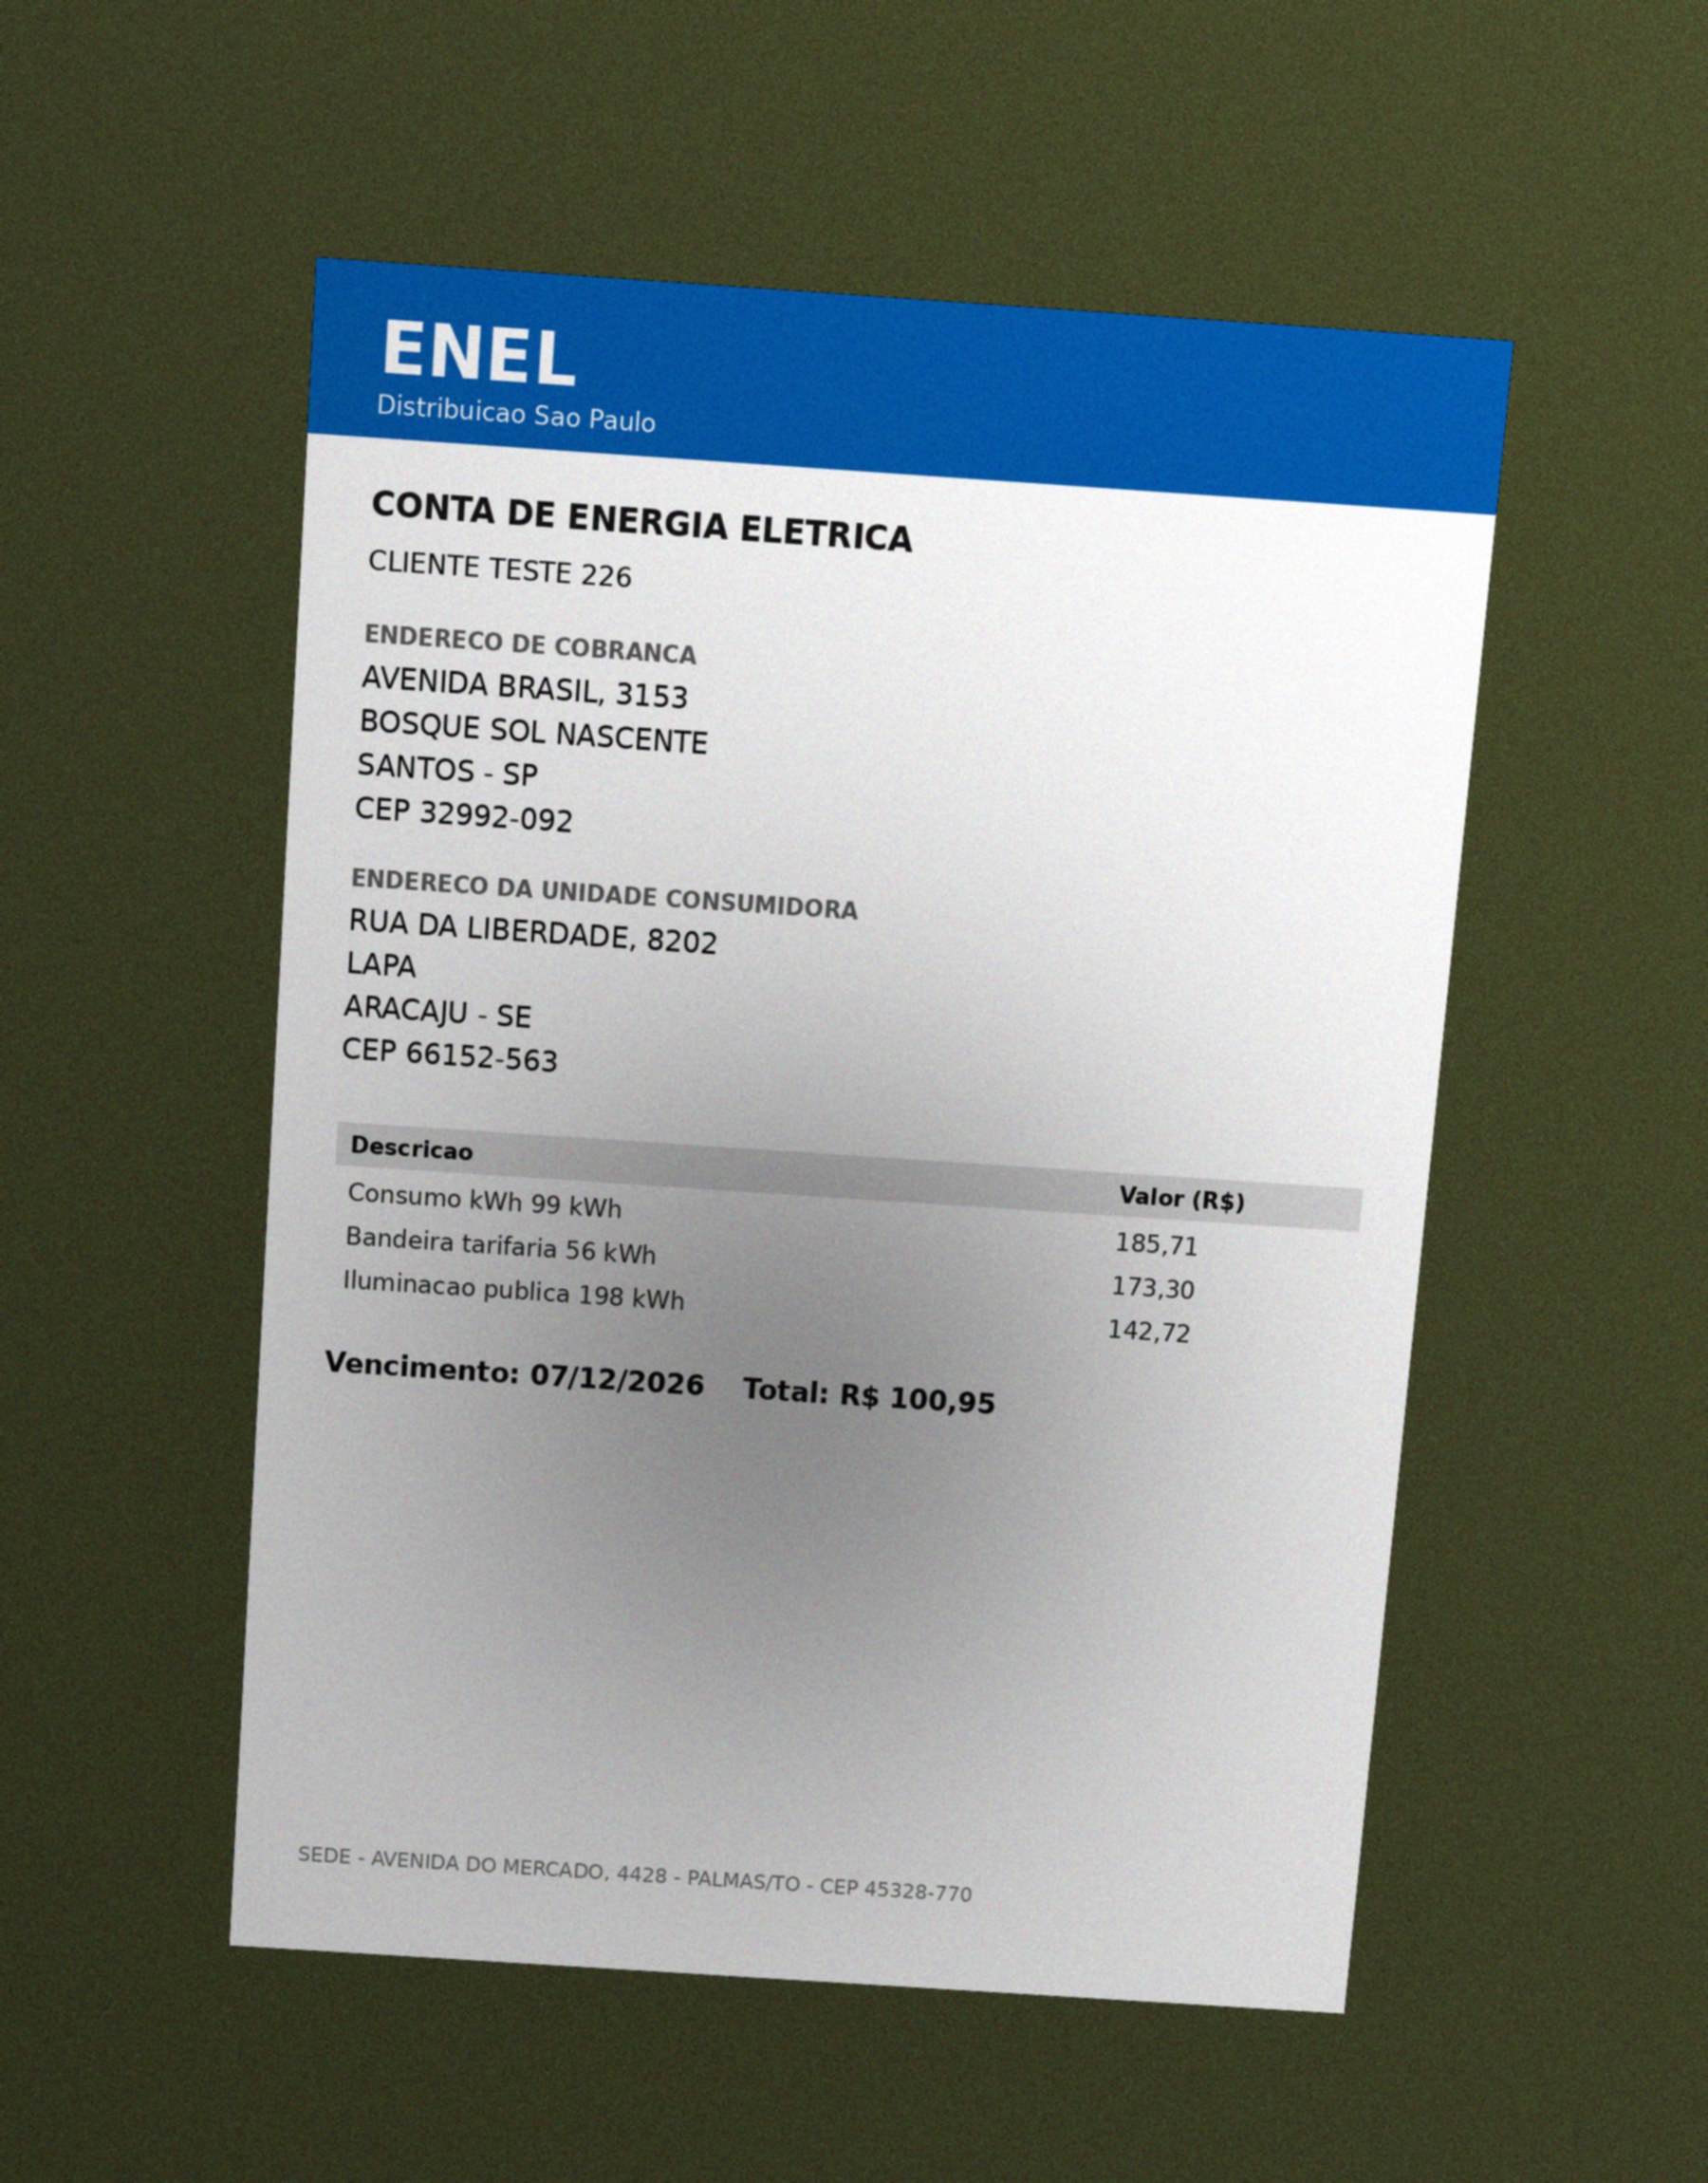 ENEL
Distribuicao Sao Paulo
CONTA DE ENERGIA ELETRICA
CLIENTE TESTE 226
ENDERECO DE COBRANCA
AVENIDA BRASIL, 3153
BOSQUE SOL NASCENTE
SANTOS - SP
CEP 32992-092
ENDERECO DA UNIDADE CONSUMIDORA
RUA DA LIBERDADE, 8202
LAPA
ARACAJU - SE
CEP 66152-563
Descricao Valor (R$)
Consumo kWh 99 kWh 185,71
Bandeira tarifaria 56 kWh 173,30
Iluminacao publica 198 kWh 142,72
Vencimento: 07/12/2026 Total: R$ 100,95
SEDE - AVENIDA DO MERCADO, 4428 - PALMAS/TO - CEP 45328-770